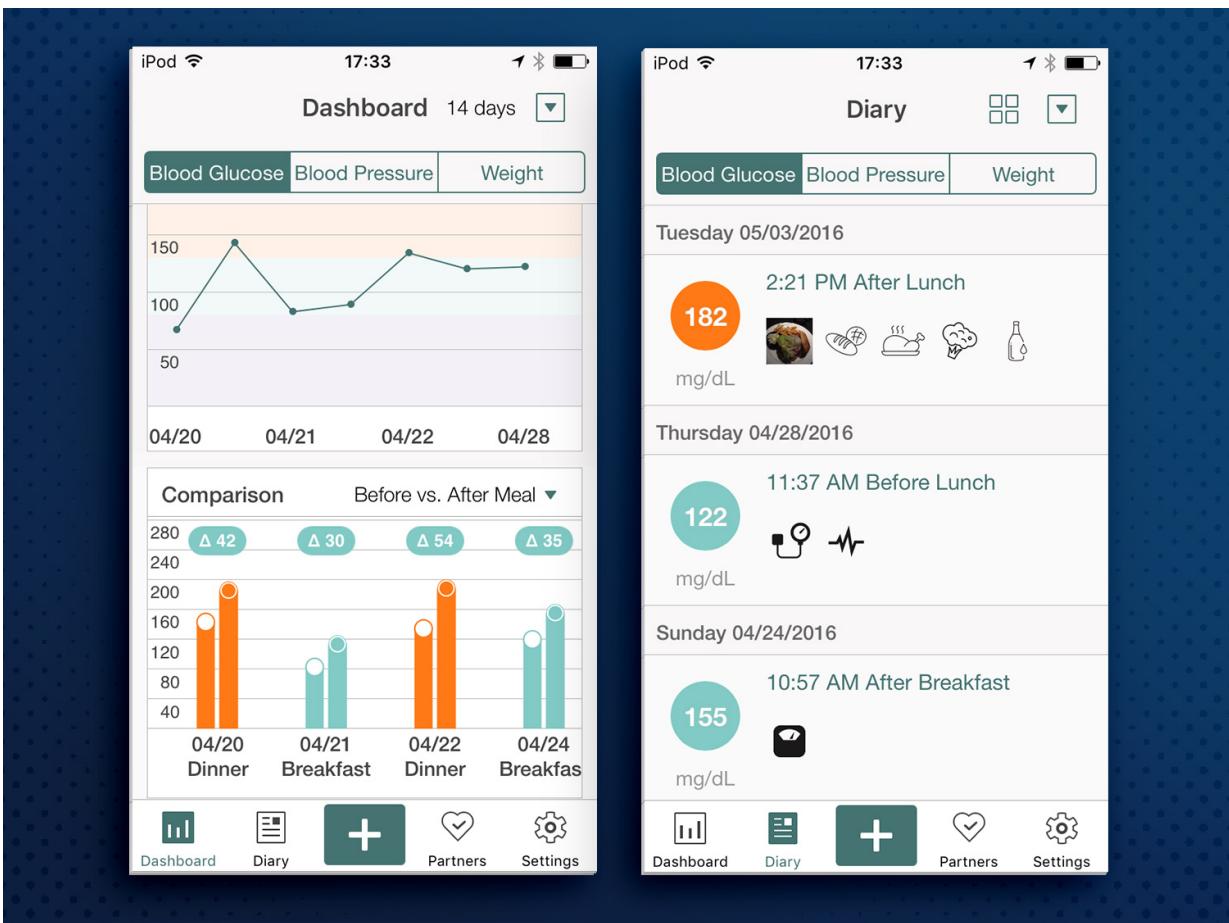 iPod 17:33
Dashboard 14 days
Blood Glucose Blood Pressure Weight
150
100
50
04/20 04/21 04/22 04/28
Comparison Before vs. After Meal
280 Δ 42 Δ 30 Δ 54 Δ 35
240
200
160
120
80
40
04/20 04/21 04/22 04/24
Dinner Breakfast Dinner Breakfas
Dashboard Diary + Partners Settings
iPod 17:33
Diary
Blood Glucose Blood Pressure Weight
Tuesday 05/03/2016
2:21 PM After Lunch
182
mg/dL
Thursday 04/28/2016
11:37 AM Before Lunch
122
mg/dL
Sunday 04/24/2016
10:57 AM After Breakfast
155
mg/dL
Dashboard Diary + Partners Settings